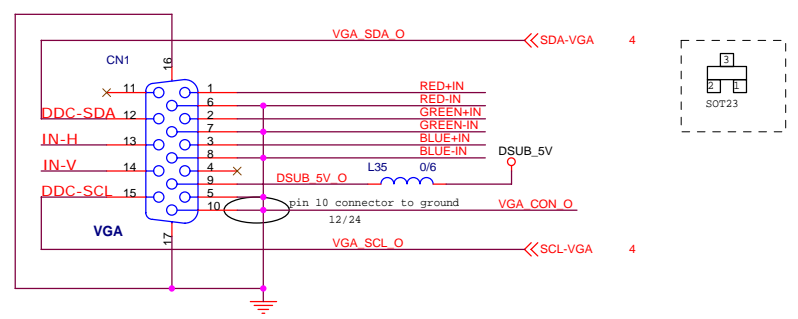 VGA_SDA_O
SDA-VGA 4
CN1
16
11 1 RED+IN
6 RED-IN
DDC-SDA 12 2 GREEN+IN
7 GREEN-IN
IN-H 13 3 BLUE+IN
8 BLUE-IN
IN-V 14 4
L35 0/6 DSUB_5V
9 DSUB_5V_O
DDC-SCL 15 5
10 pin 10 connector to ground VGA_CON_O
12/24
VGA
17
VGA_SCL_O
SCL-VGA 4
3
2 1
SOT23